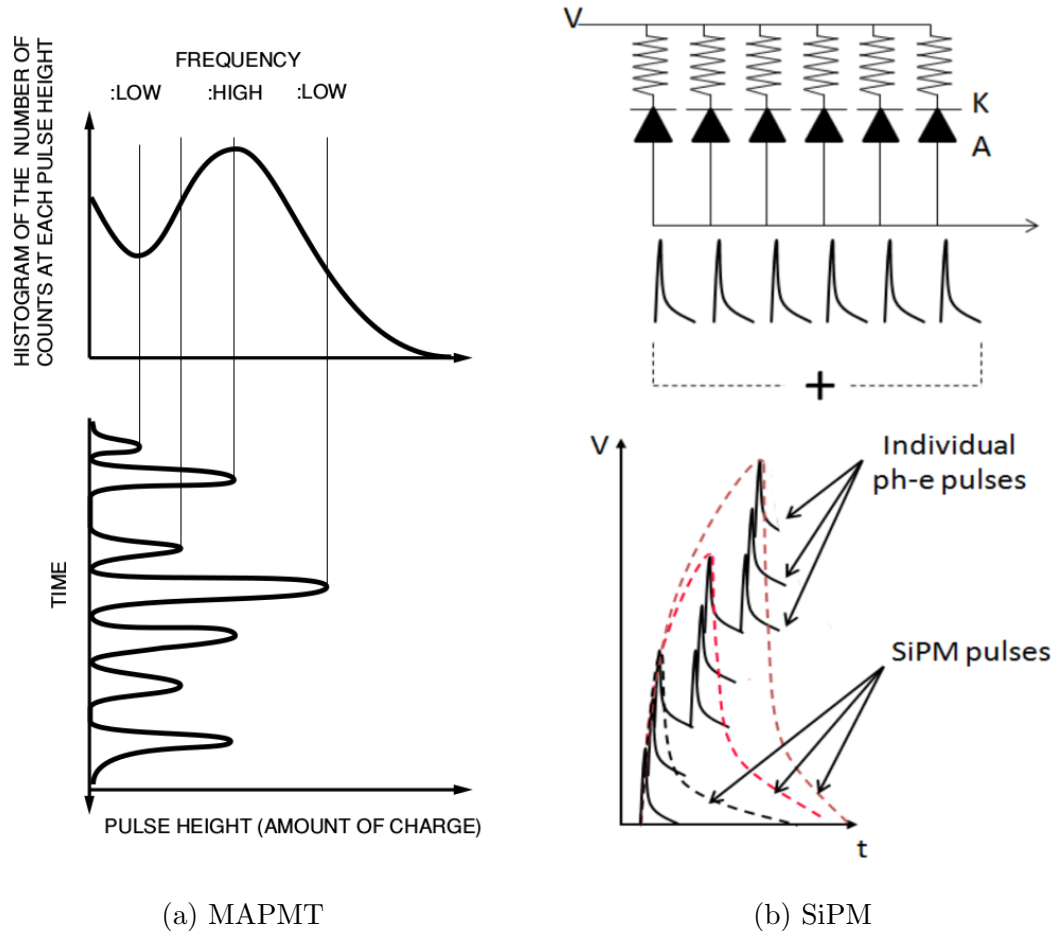 HISTOGRAM OF THE NUMBER OF
COUNTS AT EACH PULSE HEIGHT
FREQUENCY
:LOW :HIGH :LOW
TIME
PULSE HEIGHT (AMOUNT OF CHARGE)
(a) MAPMT
V
K
A
+
V
Individual
ph-e pulses
SiPM pulses
t
(b) SiPM